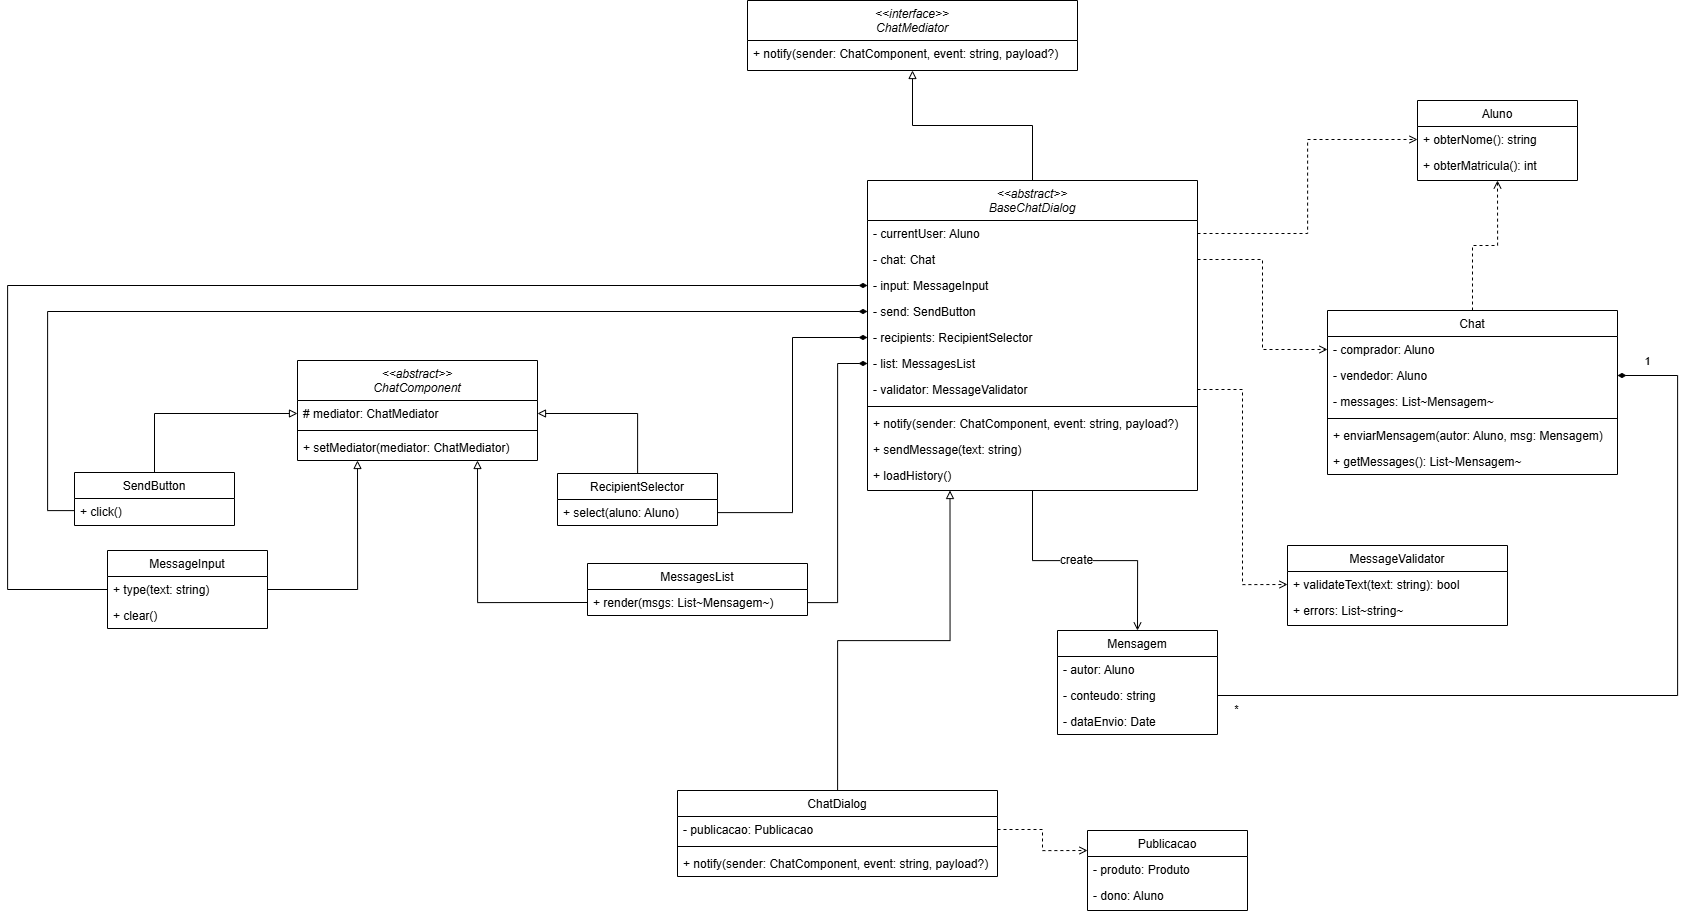 <<interface>>
ChatMediator
+ notify(sender: ChatComponent, event: string, payload?)
Aluno
+ obterNome(): string
+ obterMatricula(): int
<<abstract>>
BaseChatDialog
- currentUser: Aluno
- chat: Chat
- input: MessageInput
- send: SendButton
- recipients: RecipientSelector
- list: MessagesList
- validator: MessageValidator
+ notify(sender: ChatComponent, event: string, payload?)
+ sendMessage(text: string)
+ loadHistory()
Chat
- comprador: Aluno
- vendedor: Aluno
- messages: List~Mensagem~
+ enviarMensagem(autor: Aluno, msg: Mensagem)
+ getMessages(): List~Mensagem~
1
<<abstract>>
ChatComponent
# mediator: ChatMediator
+ setMediator(mediator: ChatMediator)
SendButton
+ click()
RecipientSelector
+ select(aluno: Aluno)
MessageInput
+ type(text: string)
+ clear()
MessagesList
+ render(msgs: List~Mensagem~)
create
MessageValidator
+ validateText(text: string): bool
+ errors: List~string~
Mensagem
- autor: Aluno
- conteudo: string
- dataEnvio: Date
*
ChatDialog
- publicacao: Publicacao
+ notify(sender: ChatComponent, event: string, payload?)
Publicacao
- produto: Produto
- dono: Aluno